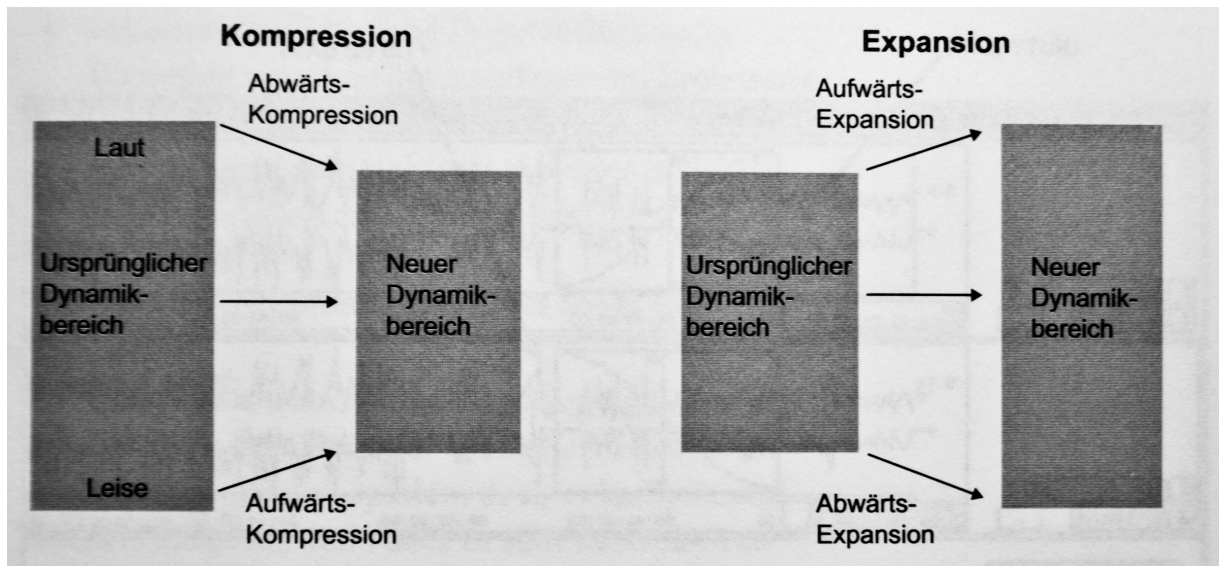 Kompression
Abwärts-
Kompression
Laut
Ursprünglicher
Dynamik-
bereich
Leise
Neuer
Dynamik-
bereich
Aufwärts-
Kompression
Expansion
Aufwärts-
Expansion
Ursprünglicher
Dynamik-
bereich
Neuer
Dynamik-
bereich
Abwärts-
Expansion